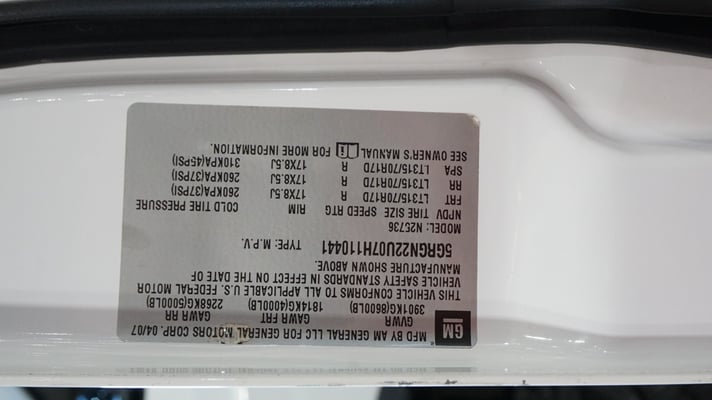 GM MFD BY AM GENERAL LLC FOR GENERAL MOTORS CORP. 04/07
GVWR GAWR FRT GAWR RR
3901KG(8600LB) 1814KG(4000LB) 2268KG(5000LB)
THIS VEHICLE CONFORMS TO ALL APPLICABLE U.S. FEDERAL MOTOR
VEHICLE SAFETY STANDARDS IN EFFECT ON THE DATE OF
MANUFACTURE SHOWN ABOVE.
5GRGN22U07H110441 TYPE: M.P.V.
MODEL: N25736
NPDV TIRE SIZE SPEED RTG RIM COLD TIRE PRESSURE
FRT LT315/70R17D R 17X8.5J 260KPA(37PSI)
RR LT315/70R17D R 17X8.5J 260KPA(37PSI)
SPA LT315/70R17D R 17X8.5J 310KPA(45PSI)
SEE OWNER'S MANUAL i FOR MORE INFORMATION.